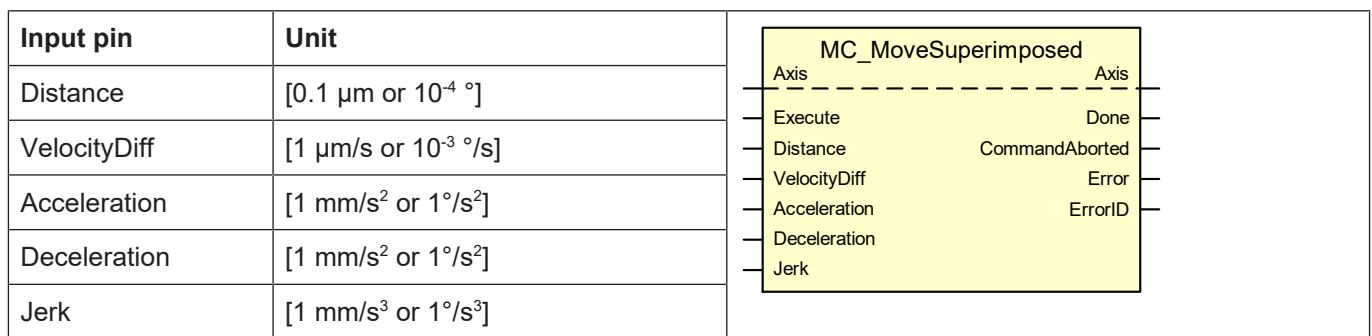 Input pin Unit
Distance [0.1 µm or 10⁻⁴ °]
VelocityDiff [1 µm/s or 10⁻³ °/s]
Acceleration [1 mm/s² or 1°/s²]
Deceleration [1 mm/s² or 1°/s²]
Jerk [1 mm/s³ or 1°/s³]
MC_MoveSuperimposed
Axis Axis
Execute Done
Distance CommandAborted
VelocityDiff Error
Acceleration ErrorID
Deceleration
Jerk